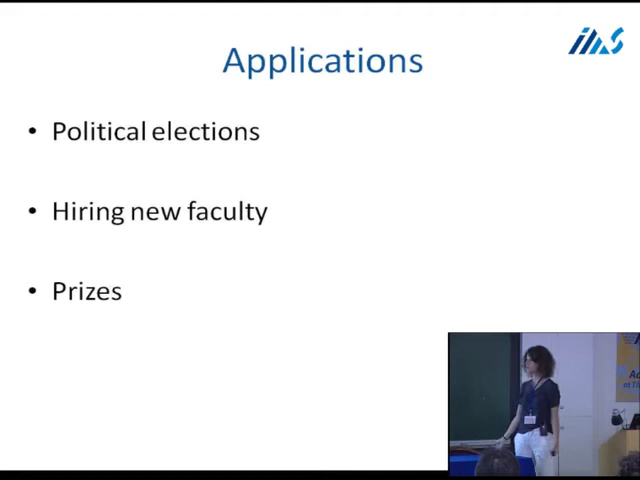 Applications
• Political elections
• Hiring new faculty
• Prizes